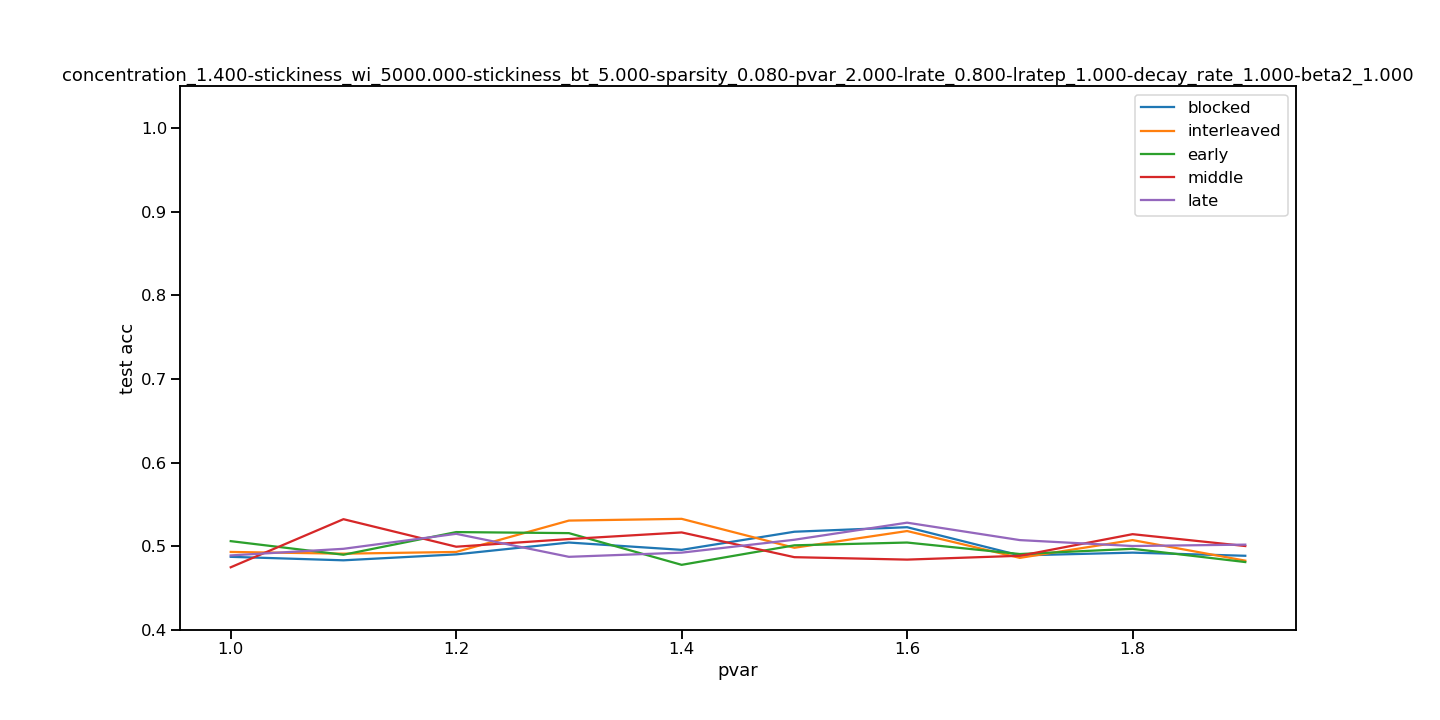 concentration_1.400-stickiness_wi_5000.000-stickiness_bt_5.000-sparsity_0.080-pvar_2.000-lrate_0.800-lratep_1.000-decay_rate_1.000-beta2_1.000
blocked
interleaved
early
middle
late
1.0
0.9
0.8
0.7
0.6
0.5
0.4
test acc
1.0 1.2 1.4 1.6 1.8
pvar